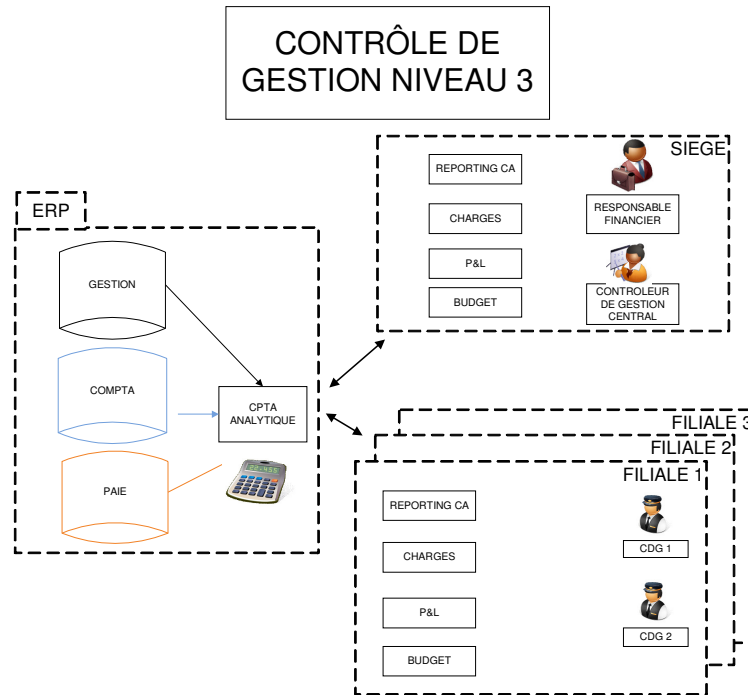 CONTRÔLE DE
GESTION NIVEAU 3
SIEGE
REPORTING CA
CHARGES
P&L
BUDGET
RESPONSABLE
FINANCIER
CONTROLEUR
DE GESTION
CENTRAL
ERP
GESTION
COMPTA
PAIE
CPTA
ANALYTIQUE
FILIALE 3
FILIALE 2
FILIALE 1
REPORTING CA
CHARGES
P&L
BUDGET
CDG 1
CDG 2